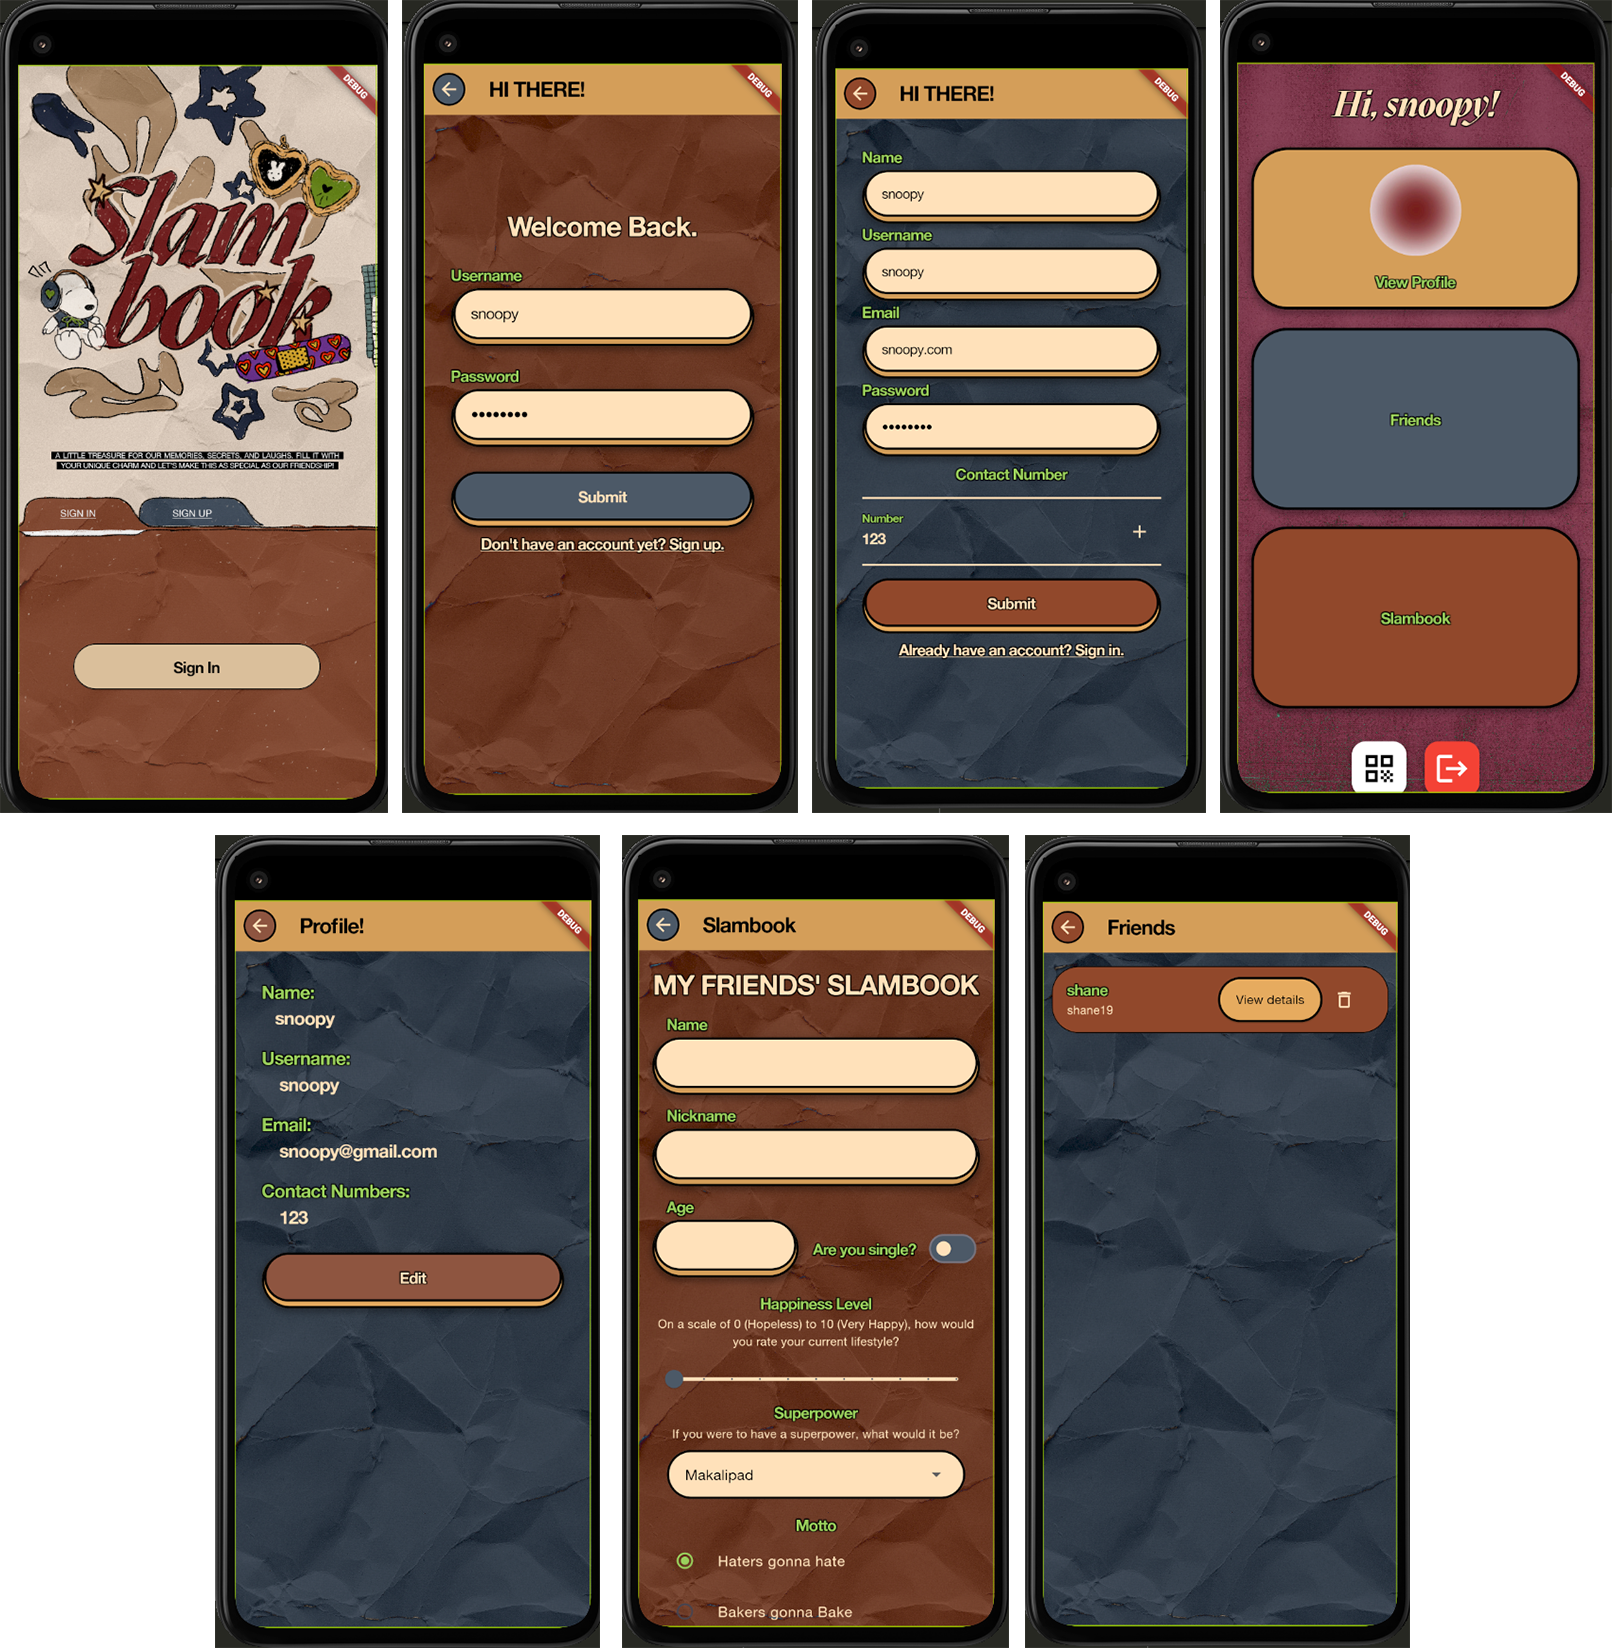 DEBUG
Slam
book
A LITTLE TREASURE FOR OUR MEMORIES, SECRETS, AND LAUGHS. FILL IT WITH
YOUR UNIQUE CHARM AND LET'S MAKE THIS AS SPECIAL AS OUR FRIENDSHIP!
SIGN IN
SIGN UP
Sign In
HI THERE!
DEBUG
Welcome Back.
Username
snoopy
Password
••••••••
Submit
Don't have an account yet? Sign up.
HI THERE!
DEBUG
Name
snoopy
Username
snoopy
Email
snoopy.com
Password
••••••••
Contact Number
Number
123
Submit
Already have an account? Sign in.
DEBUG
Hi, snoopy!
View Profile
Friends
Slambook
Profile!
DEBUG
Name:
snoopy
Username:
snoopy
Email:
snoopy@gmail.com
Contact Numbers:
123
Edit
Slambook
DEBUG
MY FRIENDS' SLAMBOOK
Name
Nickname
Age
Are you single?
Happiness Level
On a scale of 0 (Hopeless) to 10 (Very Happy), how would
you rate your current lifestyle?
Superpower
If you were to have a superpower, what would it be?
Makalipad
Motto
Haters gonna hate
Bakers gonna Bake
Friends
DEBUG
shane
shane19
View details